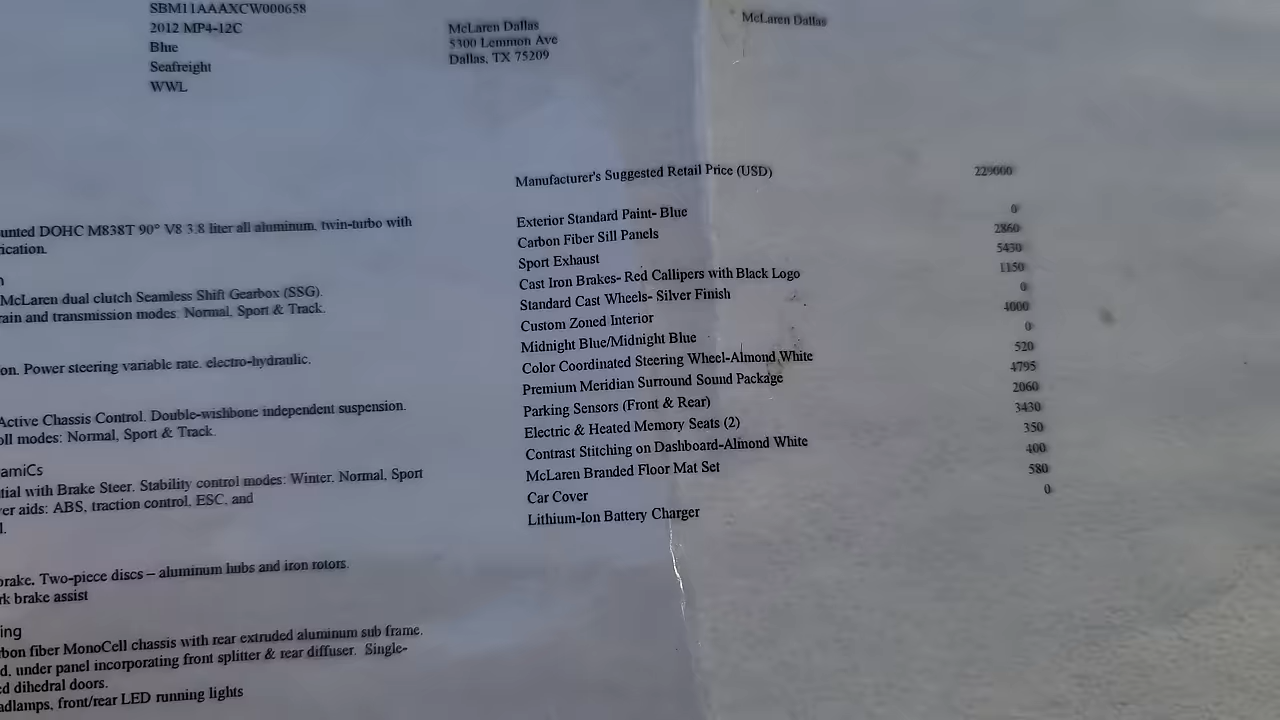 SBM11AAAXCW000658
2012 MP4-12C
Blue
Seafreight
WWL
McLaren Dallas
5300 Lemmon Ave
Dallas, TX 75209
McLaren Dallas
unted DOHC M838T 90° V8 3.8 liter all aluminum, twin-turbo with
ication.
n
McLaren dual clutch Seamless Shift Gearbox (SSG).
rain and transmission modes: Normal, Sport & Track.
on. Power steering variable rate, electro-hydraulic.
Active Chassis Control. Double-wishbone independent suspension.
oll modes: Normal, Sport & Track.
amiCs
tial with Brake Steer. Stability control modes: Winter, Normal, Sport
er aids: ABS, traction control, ESC, and
l.
brake. Two-piece discs – aluminum hubs and iron rotors.
rk brake assist
ing
bon fiber MonoCell chassis with rear extruded aluminum sub frame.
d, under panel incorporating front splitter & rear diffuser. Single-
d dihedral doors.
adlamps, front/rear LED running lights
Manufacturer's Suggested Retail Price (USD) 229000
Exterior Standard Paint- Blue 0
Carbon Fiber Sill Panels 2860
Sport Exhaust 5430
Cast Iron Brakes- Red Callipers with Black Logo 1150
Standard Cast Wheels- Silver Finish 0
Custom Zoned Interior 4000
Midnight Blue/Midnight Blue 0
Color Coordinated Steering Wheel-Almond White 520
Premium Meridian Surround Sound Package 4795
Parking Sensors (Front & Rear) 2060
Electric & Heated Memory Seats (2) 3430
Contrast Stitching on Dashboard-Almond White 350
McLaren Branded Floor Mat Set 400
Car Cover 580
Lithium-Ion Battery Charger 0